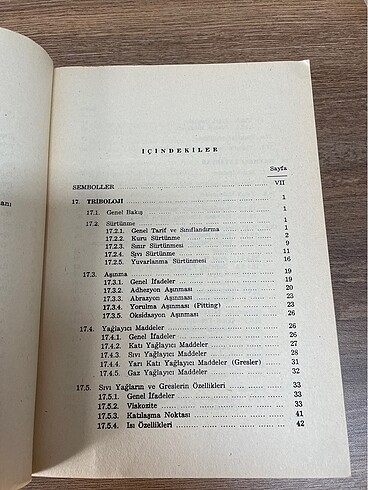 anı
İÇİNDEKİLER
Sayfa
SEMBOLLER VII
17. TRİBOLOJİ 1
17.1. Genel Bakış 1
17.2. Sürtünme 1
17.2.1. Genel Tarif ve Sınıflandırma 1
17.2.2. Kuru Sürtünme 2
17.2.3. Sınır Sürtünmesi 9
17.2.4. Sıvı Sürtünme 11
17.2.5. Yuvarlanma Sürtünmesi 16
17.3. Aşınma 19
17.3.1. Genel İfadeler 19
17.3.2. Adhezyon Aşınması 20
17.3.3. Abrazyon Aşınması 23
17.3.4. Yorulma Aşınması (Pitting) 23
17.3.5. Oksidasyon Aşınması 26
17.4. Yağlayıcı Maddeler 26
17.4.1. Genel İfadeler 26
17.4.2. Katı Yağlayıcı Maddeler 27
17.4.3. Sıvı Yağlayıcı Maddeler 28
17.4.4. Yarı Katı Yağlayıcı Maddeler (Gresler) 31
17.4.5. Gaz Yağlayıcı Maddeler 32
17.5. Sıvı Yağların ve Greslerin Özellikleri 33
17.5.1. Genel İfadeler 33
17.5.2. Viskozite 33
17.5.3. Katılaşma Noktası 41
17.5.4. Isı Özellikleri 42